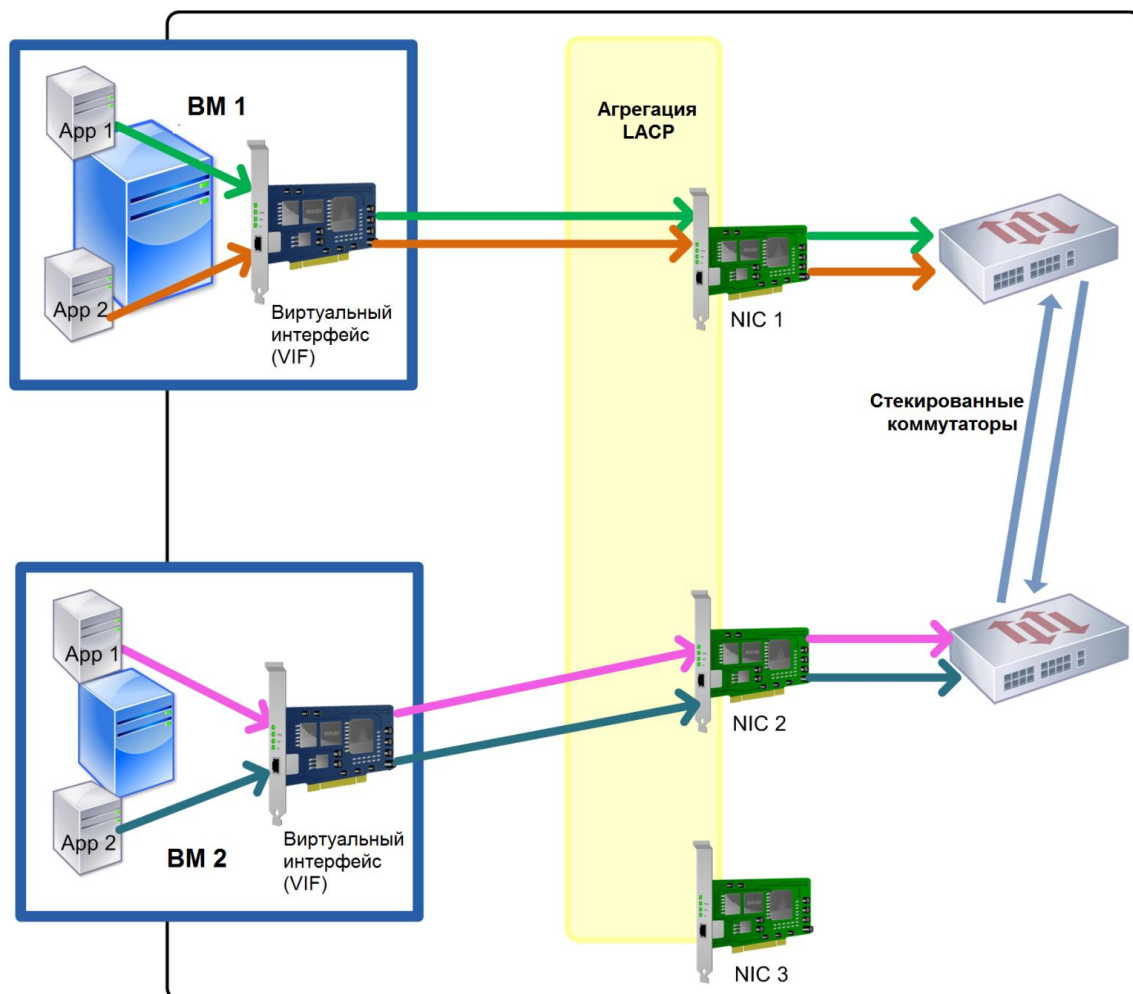 App 1
ВМ 1
Агрегация
LACP
App 2
Виртуальный
интерфейс
(VIF)
NIC 1
Стекированные
коммутаторы
App 1
NIC 2
App 2
ВМ 2
Виртуальный
интерфейс
(VIF)
NIC 3